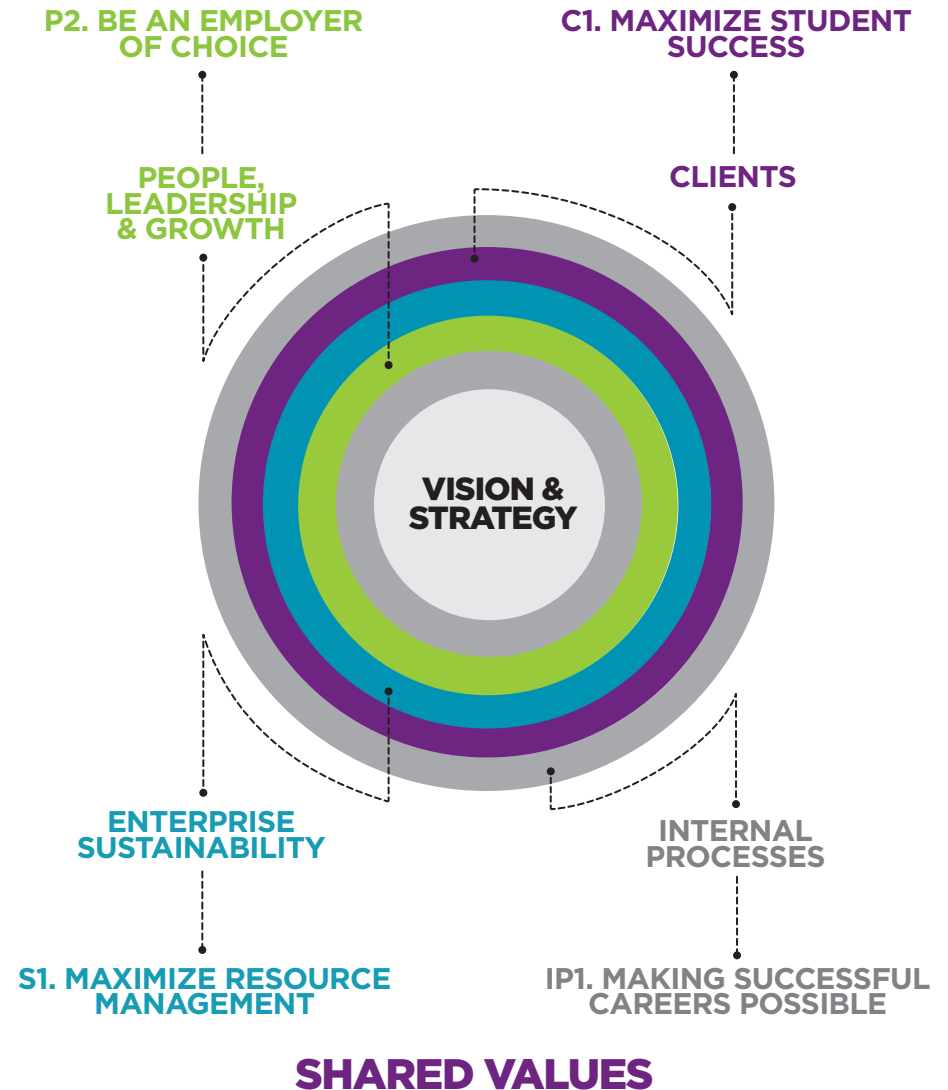 P2. BE AN EMPLOYER
OF CHOICE
C1. MAXIMIZE STUDENT
SUCCESS
PEOPLE,
LEADERSHIP
& GROWTH
CLIENTS
VISION &
STRATEGY
ENTERPRISE
SUSTAINABILITY
INTERNAL
PROCESSES
S1. MAXIMIZE RESOURCE
MANAGEMENT
IP1. MAKING SUCCESSFUL
CAREERS POSSIBLE
SHARED VALUES